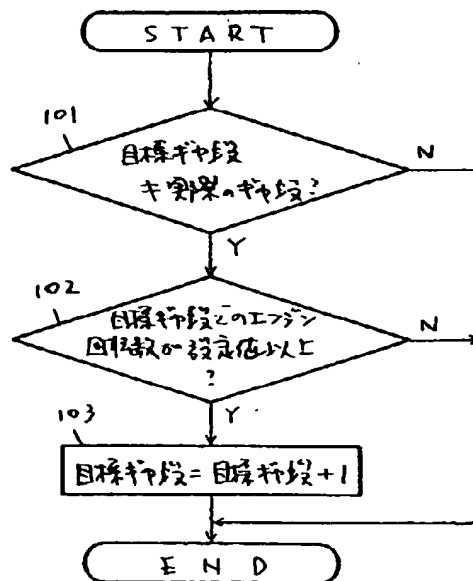 START
101
目標ギヤ段
≠実際のギヤ段?
N
Y
102
目標ギヤ段でのエンジン
回転数が設定値以上
?
N
Y
103
目標ギヤ段=目標ギヤ段+1
END